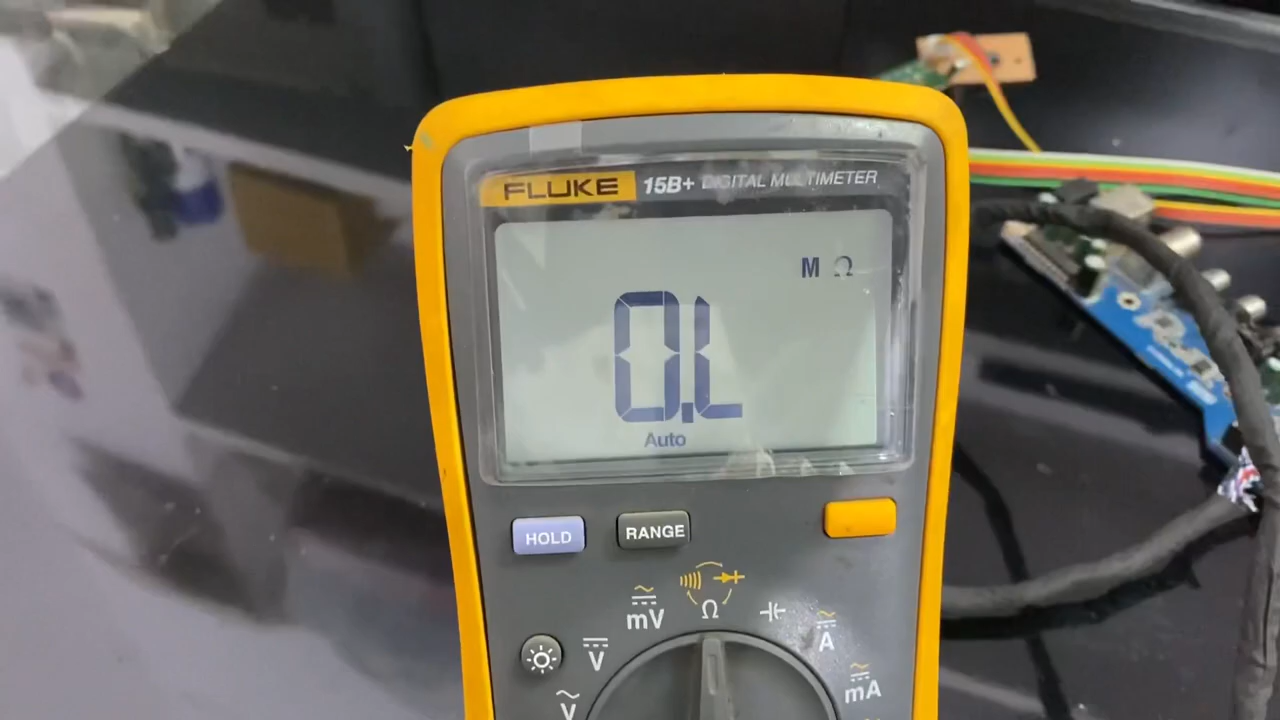 FLUKE 15B+ DIGITAL MULTIMETER
M Ω
0.L
Auto
HOLD
RANGE
mV
Ω
V
A
mA
V